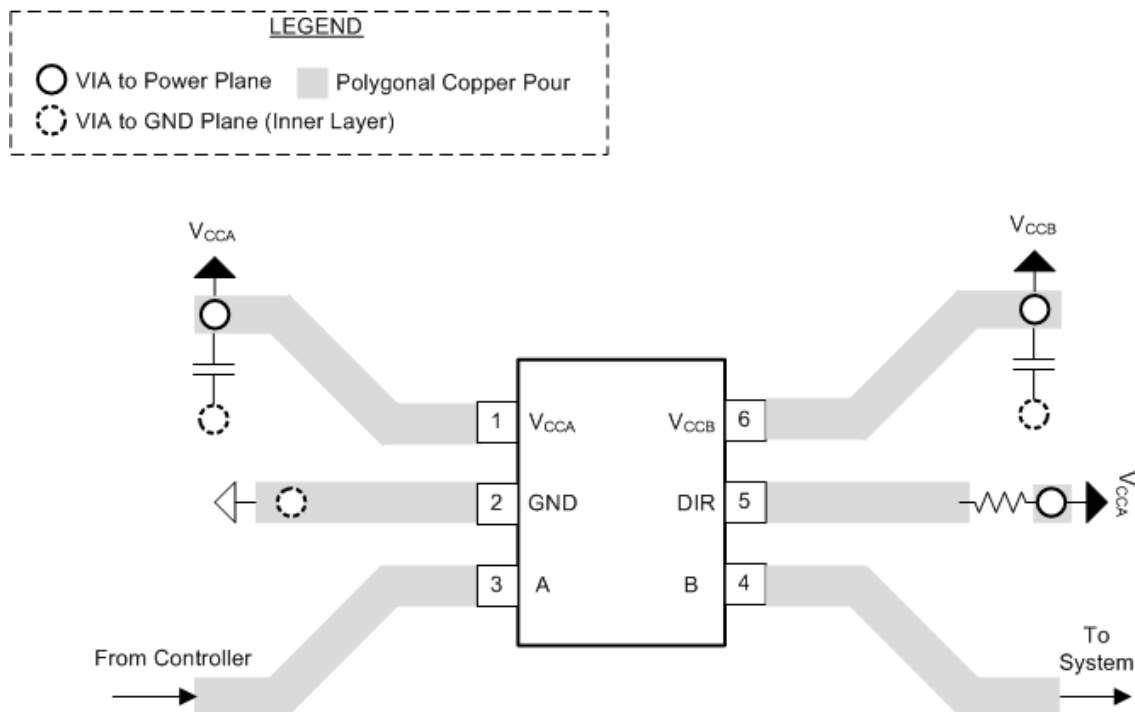 LEGEND
VIA to Power Plane
Polygonal Copper Pour
VIA to GND Plane (Inner Layer)
VCCA
VCCB
1
VCCA
VCCB
6
2
GND
DIR
5
VCCA
3
A
B
4
From Controller
To
System